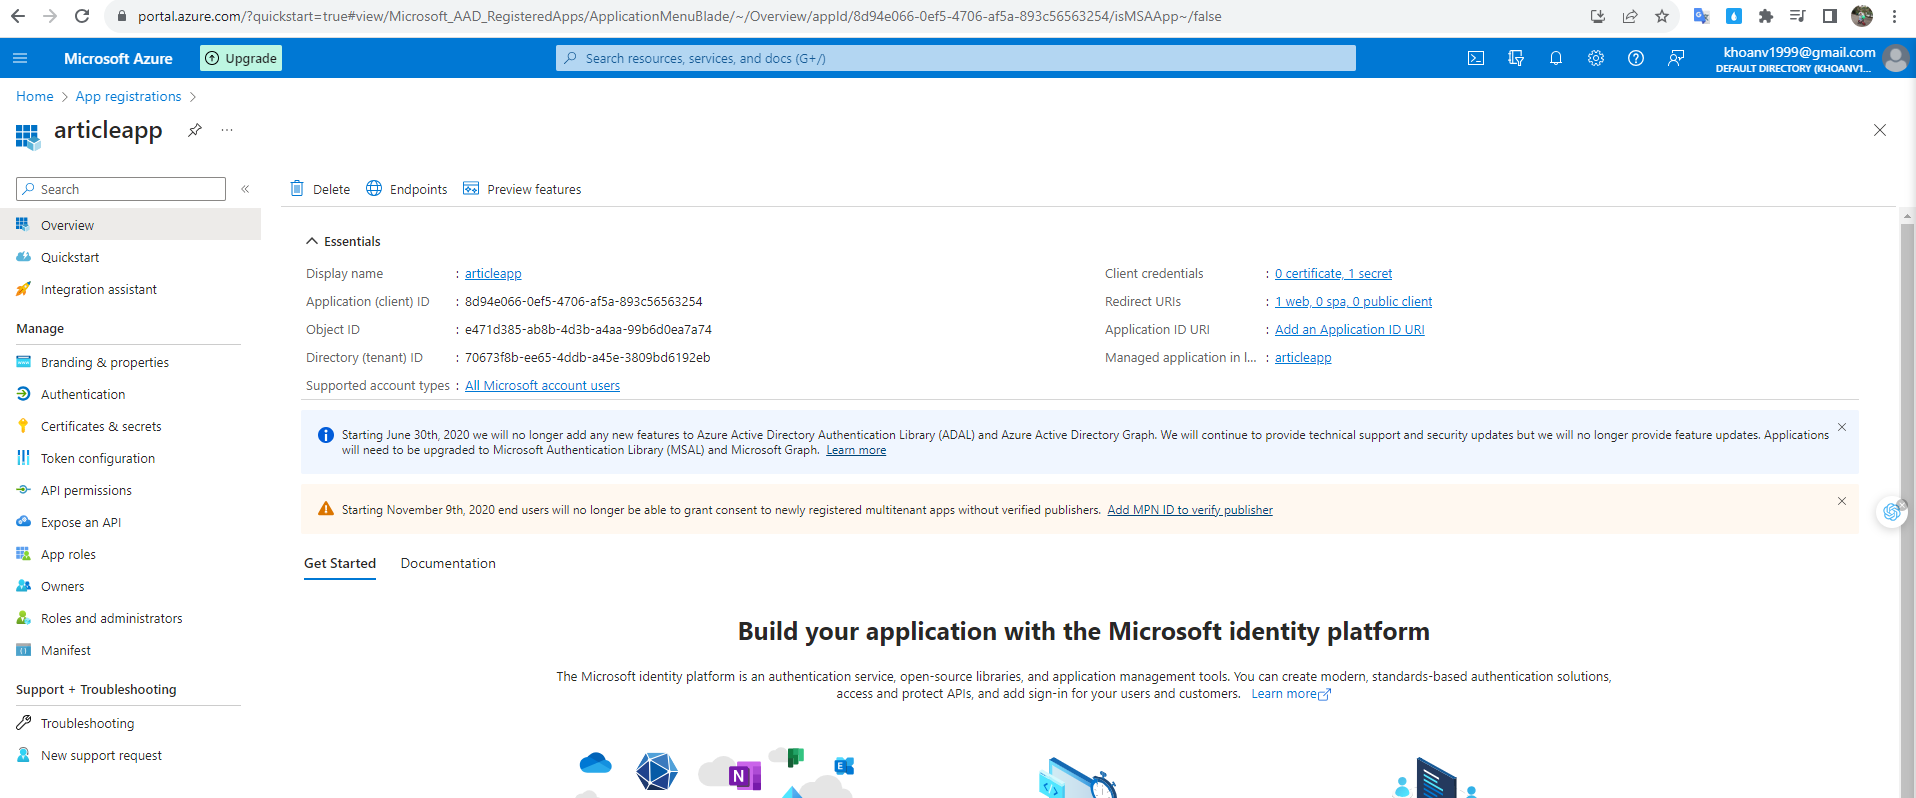 portal.azure.com/?quickstart=true#view/Microsoft_AAD_RegisteredApps/ApplicationMenuBlade/~/Overview/appId/8d94e066-0ef5-4706-af5a-893c56563254/isMSAApp~/false
Microsoft Azure
Upgrade
Search resources, services, and docs (G+/)
khoanv1999@gmail.com
DEFAULT DIRECTORY (KHOANV1...
Home > App registrations >
articleapp
...
Search
Delete
Endpoints
Preview features
Overview
Quickstart
Integration assistant
Manage
Branding & properties
Authentication
Certificates & secrets
Token configuration
API permissions
Expose an API
App roles
Owners
Roles and administrators
Manifest
Support + Troubleshooting
Troubleshooting
New support request
Essentials
Display name : articleapp
Application (client) ID : 8d94e066-0ef5-4706-af5a-893c56563254
Object ID : e471d385-ab8b-4d3b-a4aa-99b6d0ea7a74
Directory (tenant) ID : 70673f8b-ee65-4ddb-a45e-3809bd6192eb
Supported account types : All Microsoft account users
Client credentials : 0 certificate, 1 secret
Redirect URIs : 1 web, 0 spa, 0 public client
Application ID URI : Add an Application ID URI
Managed application in l... : articleapp
Starting June 30th, 2020 we will no longer add any new features to Azure Active Directory Authentication Library (ADAL) and Azure Active Directory Graph. We will continue to provide technical support and security updates but we will no longer provide feature updates. Applications
will need to be upgraded to Microsoft Authentication Library (MSAL) and Microsoft Graph. Learn more
Starting November 9th, 2020 end users will no longer be able to grant consent to newly registered multitenant apps without verified publishers. Add MPN ID to verify publisher
Get Started
Documentation
Build your application with the Microsoft identity platform
The Microsoft identity platform is an authentication service, open-source libraries, and application management tools. You can create modern, standards-based authentication solutions,
access and protect APIs, and add sign-in for your users and customers. Learn more
N
E